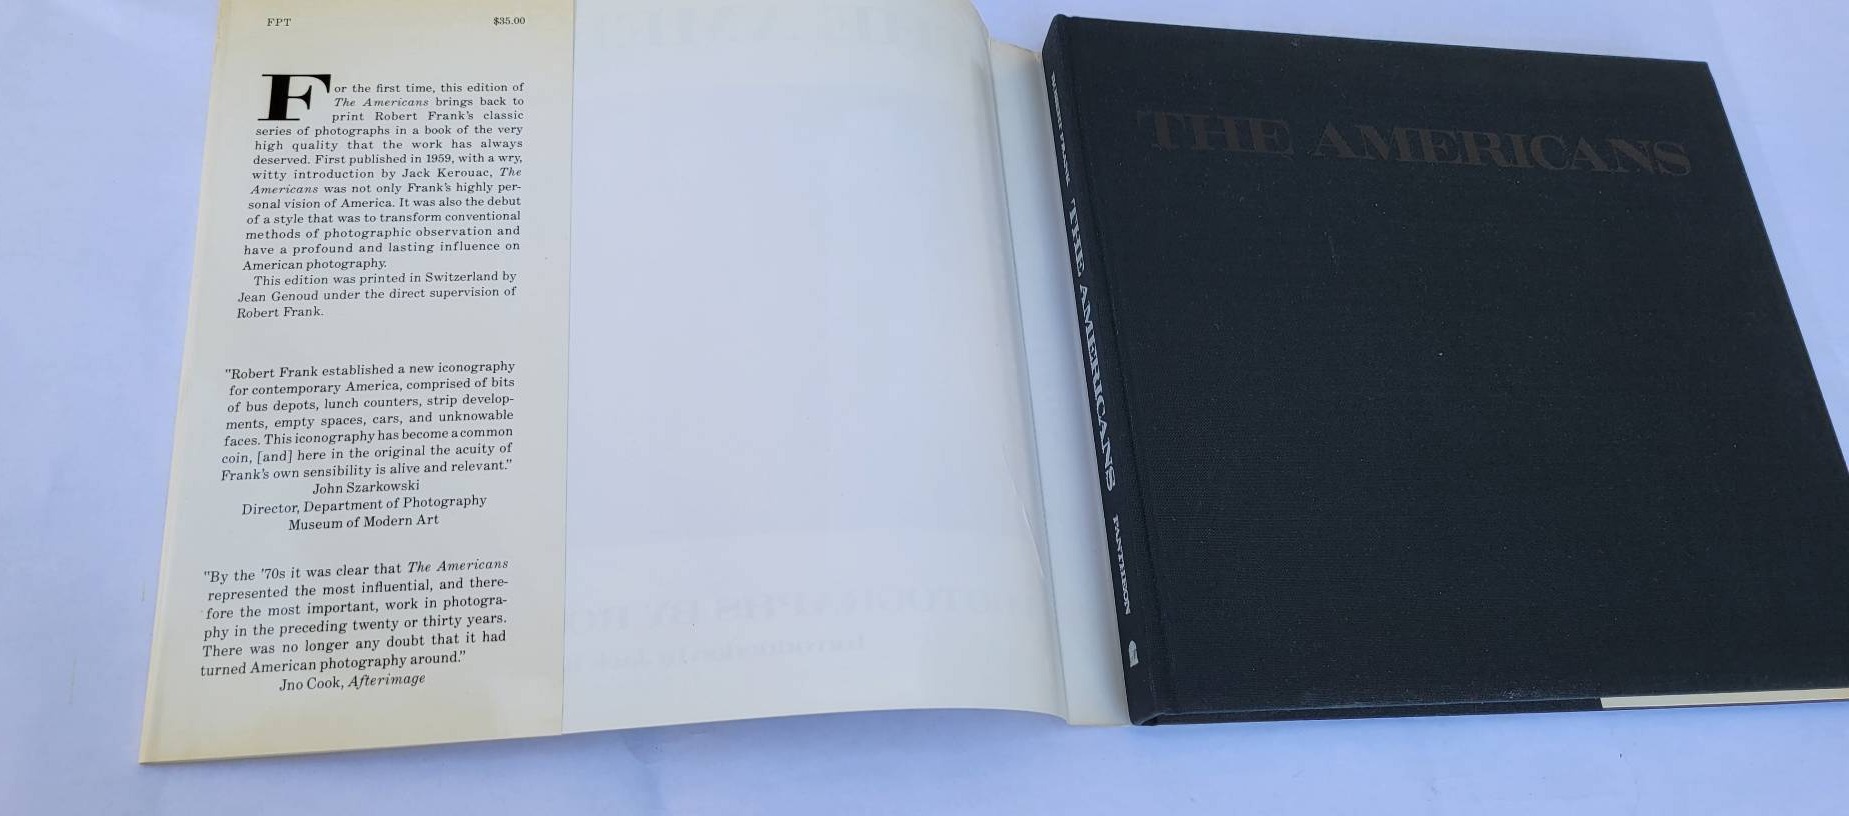 FPT $35.00
For the first time, this edition of
The Americans brings back to
print Robert Frank's classic
series of photographs in a book of the very
high quality that the work has always
deserved. First published in 1959, with a wry,
witty introduction by Jack Kerouac, The
Americans was not only Frank's highly per-
sonal vision of America. It was also the debut
of a style that was to transform conventional
methods of photographic observation and
have a profound and lasting influence on
American photography.
This edition was printed in Switzerland by
Jean Genoud under the direct supervision of
Robert Frank.
"Robert Frank established a new iconography
for contemporary America, comprised of bits
of bus depots, lunch counters, strip develop-
ments, empty spaces, cars, and unknowable
faces. This iconography has become a common
coin, [and] here in the original the acuity of
Frank's own sensibility is alive and relevant."
John Szarkowski
Director, Department of Photography
Museum of Modern Art
"By the '70s it was clear that The Americans
represented the most influential, and there-
fore the most important, work in photogra-
phy in the preceding twenty or thirty years.
There was no longer any doubt that it had
turned American photography around."
Jno Cook, Afterimage
ROBERT FRANK THE AMERICANS PANTHEON
THE AMERICANS